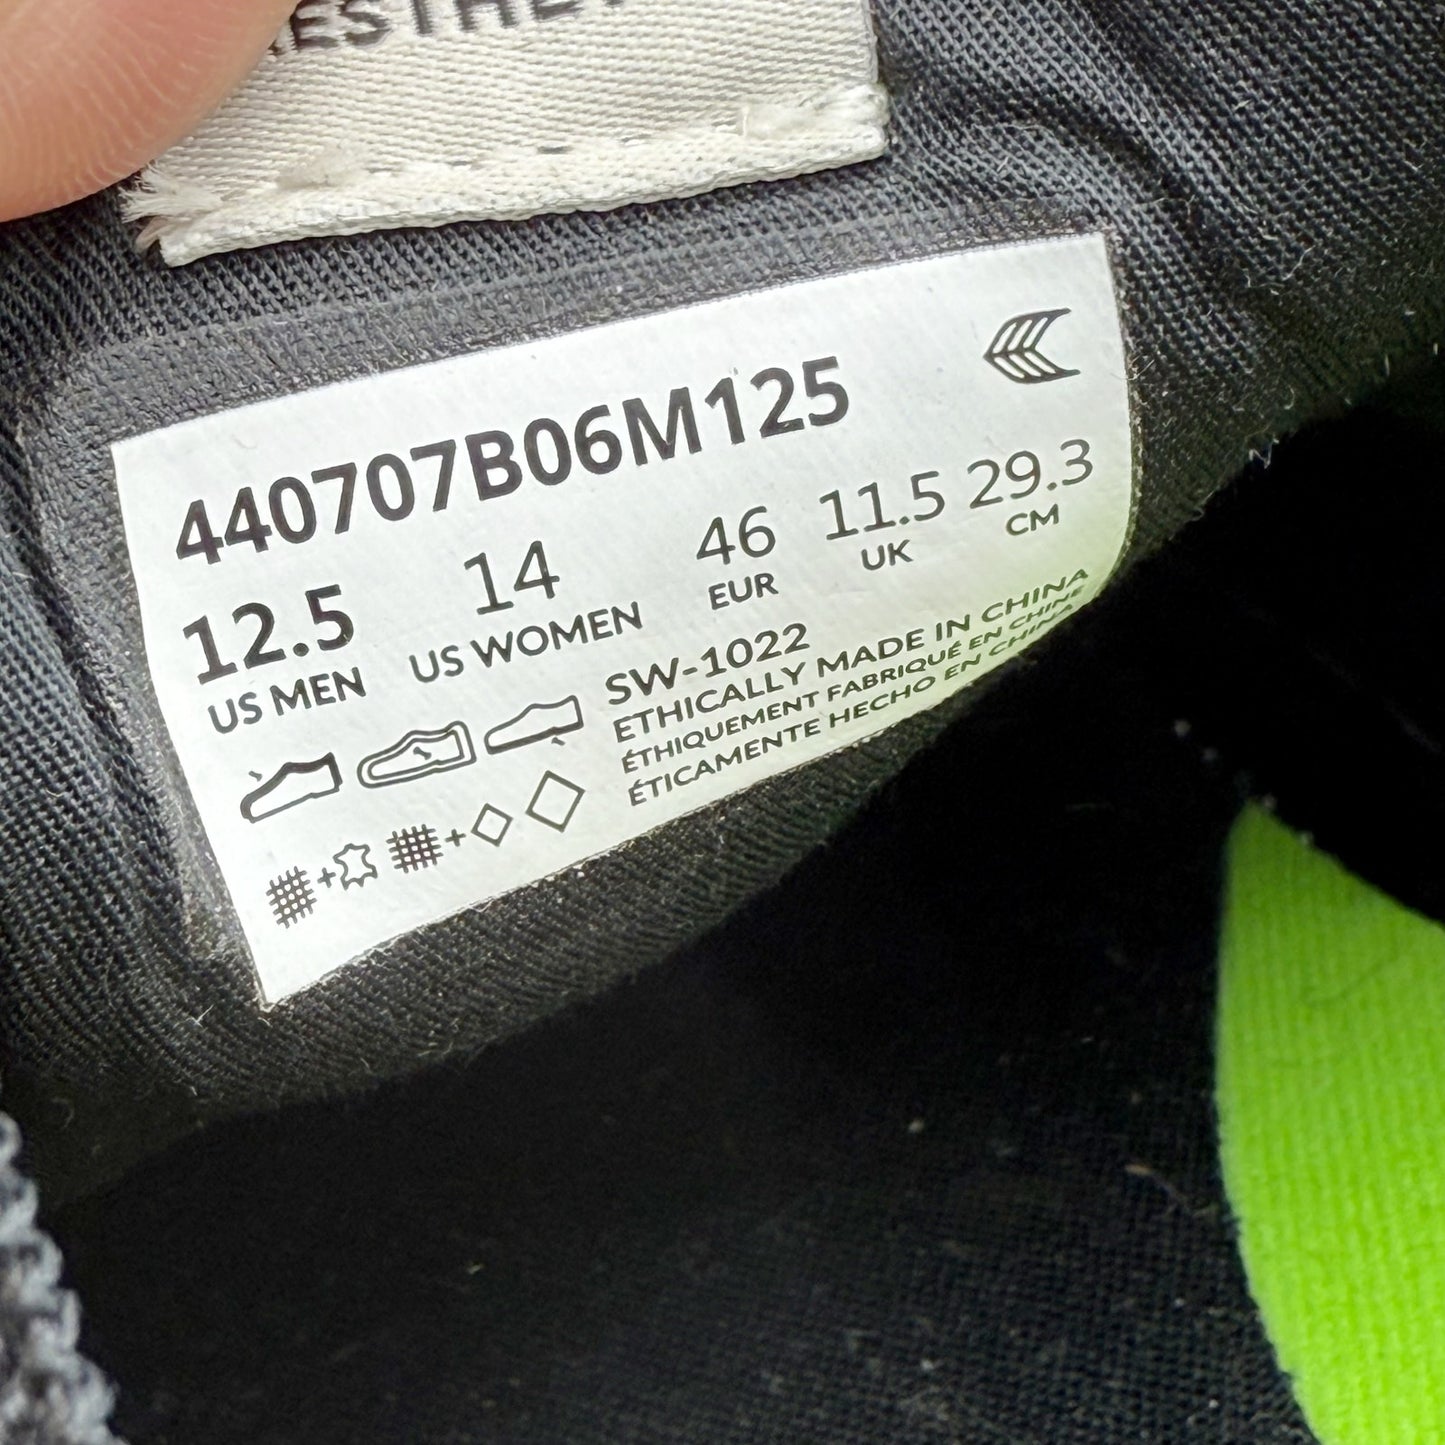 440707B06M125
12.5 14 46 11.5 29.3
US MEN US WOMEN EUR UK CM
SW-1022
ETHICALLY MADE IN CHINA
ÉTHIQUEMENT FABRIQUÉ EN CHINE
ÉTICAMENTE HECHO EN CHINA